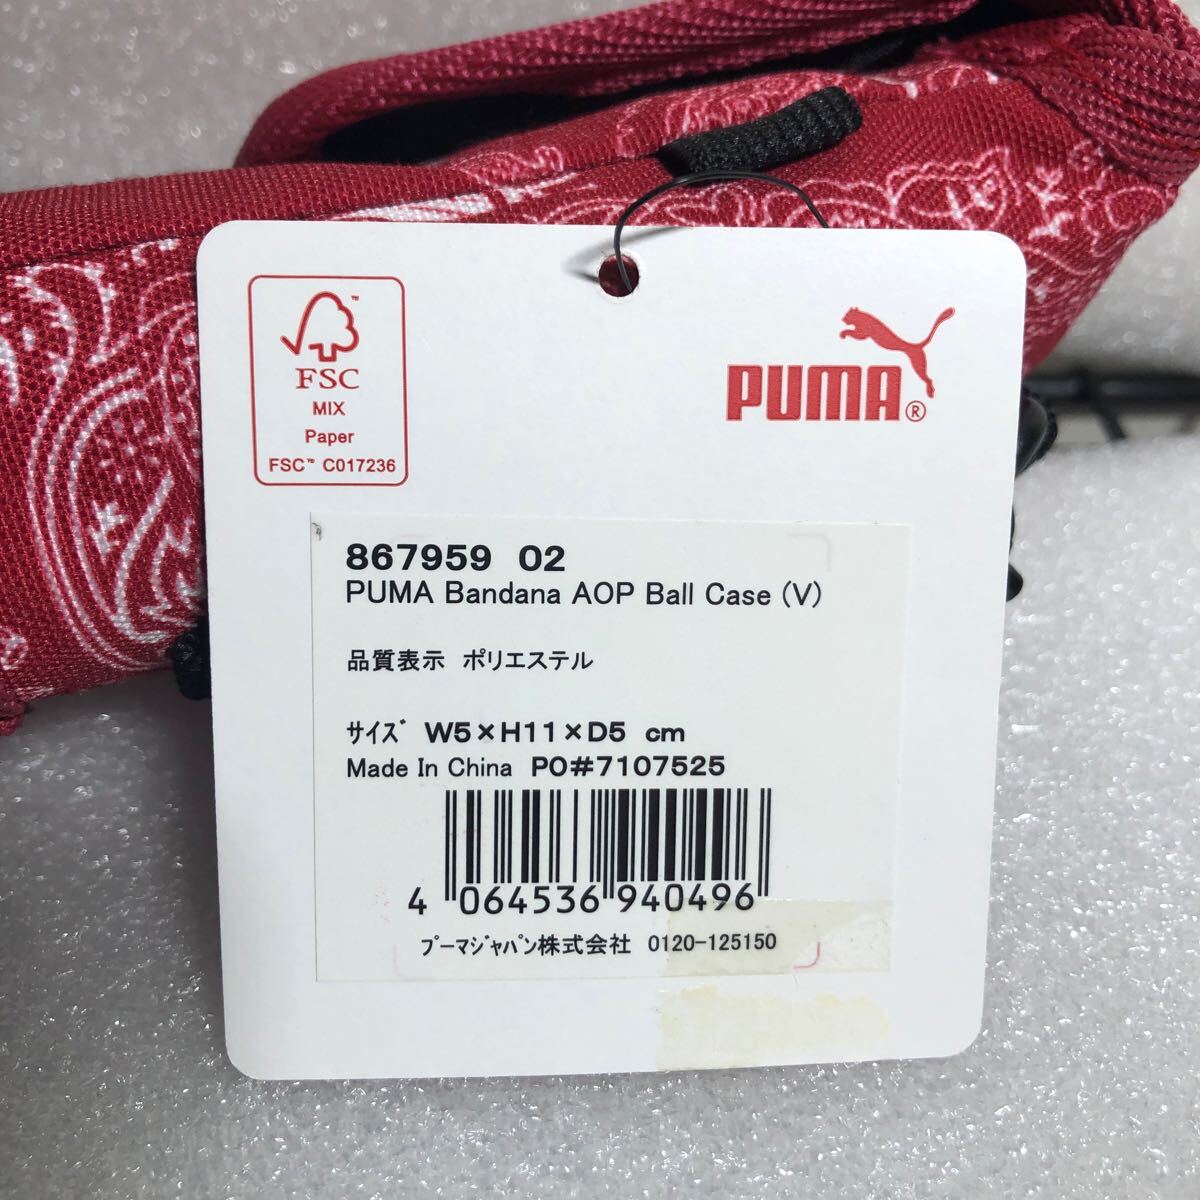 FSC
MIX
Paper
FSC™ C017236
PUMA®
867959 02
PUMA Bandana AOP Ball Case (V)
品質表示 ポリエステル
ｻｲｽﾞ W5×H11×D5 cm
Made In China PO#7107525
4 064536 940496
ﾌﾟｰﾏｼﾞｬﾊﾟﾝ株式会社 0120-125150